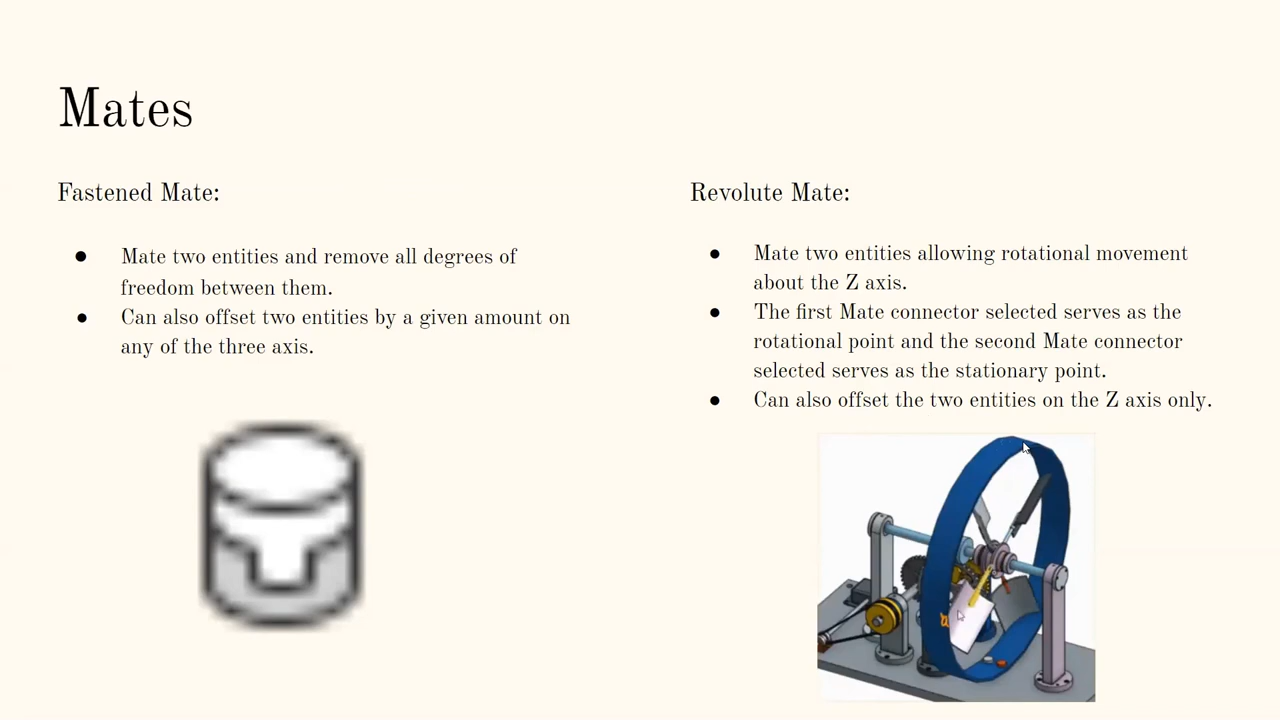 Mates
Fastened Mate:
● Mate two entities and remove all degrees of
freedom between them.
● Can also offset two entities by a given amount on
any of the three axis.
Revolute Mate:
● Mate two entities allowing rotational movement
about the Z axis.
● The first Mate connector selected serves as the
rotational point and the second Mate connector
selected serves as the stationary point.
● Can also offset the two entities on the Z axis only.